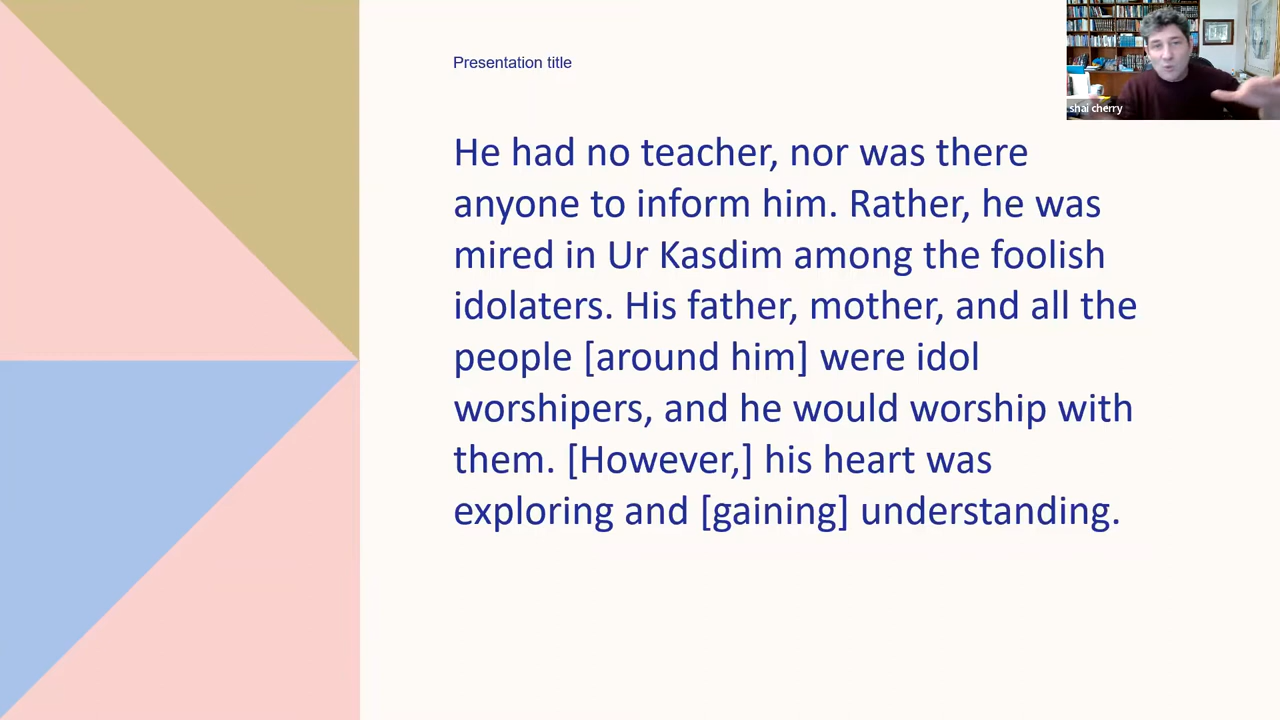 Presentation title
shai cherry
He had no teacher, nor was there
anyone to inform him. Rather, he was
mired in Ur Kasdim among the foolish
idolaters. His father, mother, and all the
people [around him] were idol
worshipers, and he would worship with
them. [However,] his heart was
exploring and [gaining] understanding.